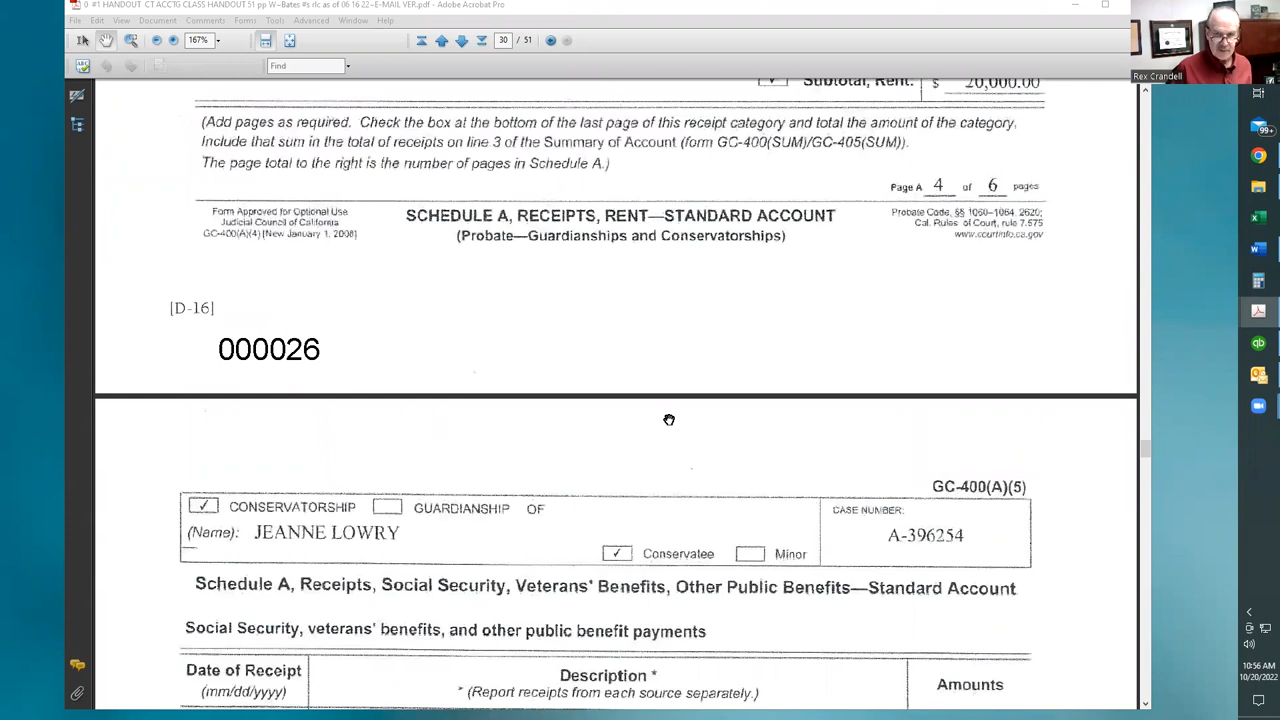 0 #1 HANDOUT CT ACCTG CLASS HANDOUT 51 pp W~Bates #s rlc as of 06 16 22~E-MAIL VER.pdf - Adobe Acrobat Pro
File Edit View Document Comments Forms Tools Advanced Window Help
167% 30 / 51
Find
Rex Crandell
Subtotal, Rent: $ 20,000.00
(Add pages as required. Check the box at the bottom of the last page of this receipt category and total the amount of the category.
Include that sum in the total of receipts on line 3 of the Summary of Account (form GC-400(SUM)/GC-405(SUM)).
The page total to the right is the number of pages in Schedule A.)
Page A 4 of 6 pages
Form Approved for Optional Use
Judicial Council of California
GC-400(A)(4) [New January 1, 2008]
SCHEDULE A, RECEIPTS, RENT—STANDARD ACCOUNT
(Probate—Guardianships and Conservatorships)
Probate Code, §§ 1060–1064, 2620;
Cal. Rules of Court, rule 7.575
www.courtinfo.ca.gov
[D-16]
000026
GC-400(A)(5)
✓ CONSERVATORSHIP GUARDIANSHIP OF
(Name): JEANNE LOWRY
✓ Conservatee Minor
CASE NUMBER:
A-396254
Schedule A, Receipts, Social Security, Veterans' Benefits, Other Public Benefits—Standard Account
Social Security, veterans' benefits, and other public benefit payments
Date of Receipt
(mm/dd/yyyy)
Description *
* (Report receipts from each source separately.)
Amounts
99+
10:56 AM
10/20/2022